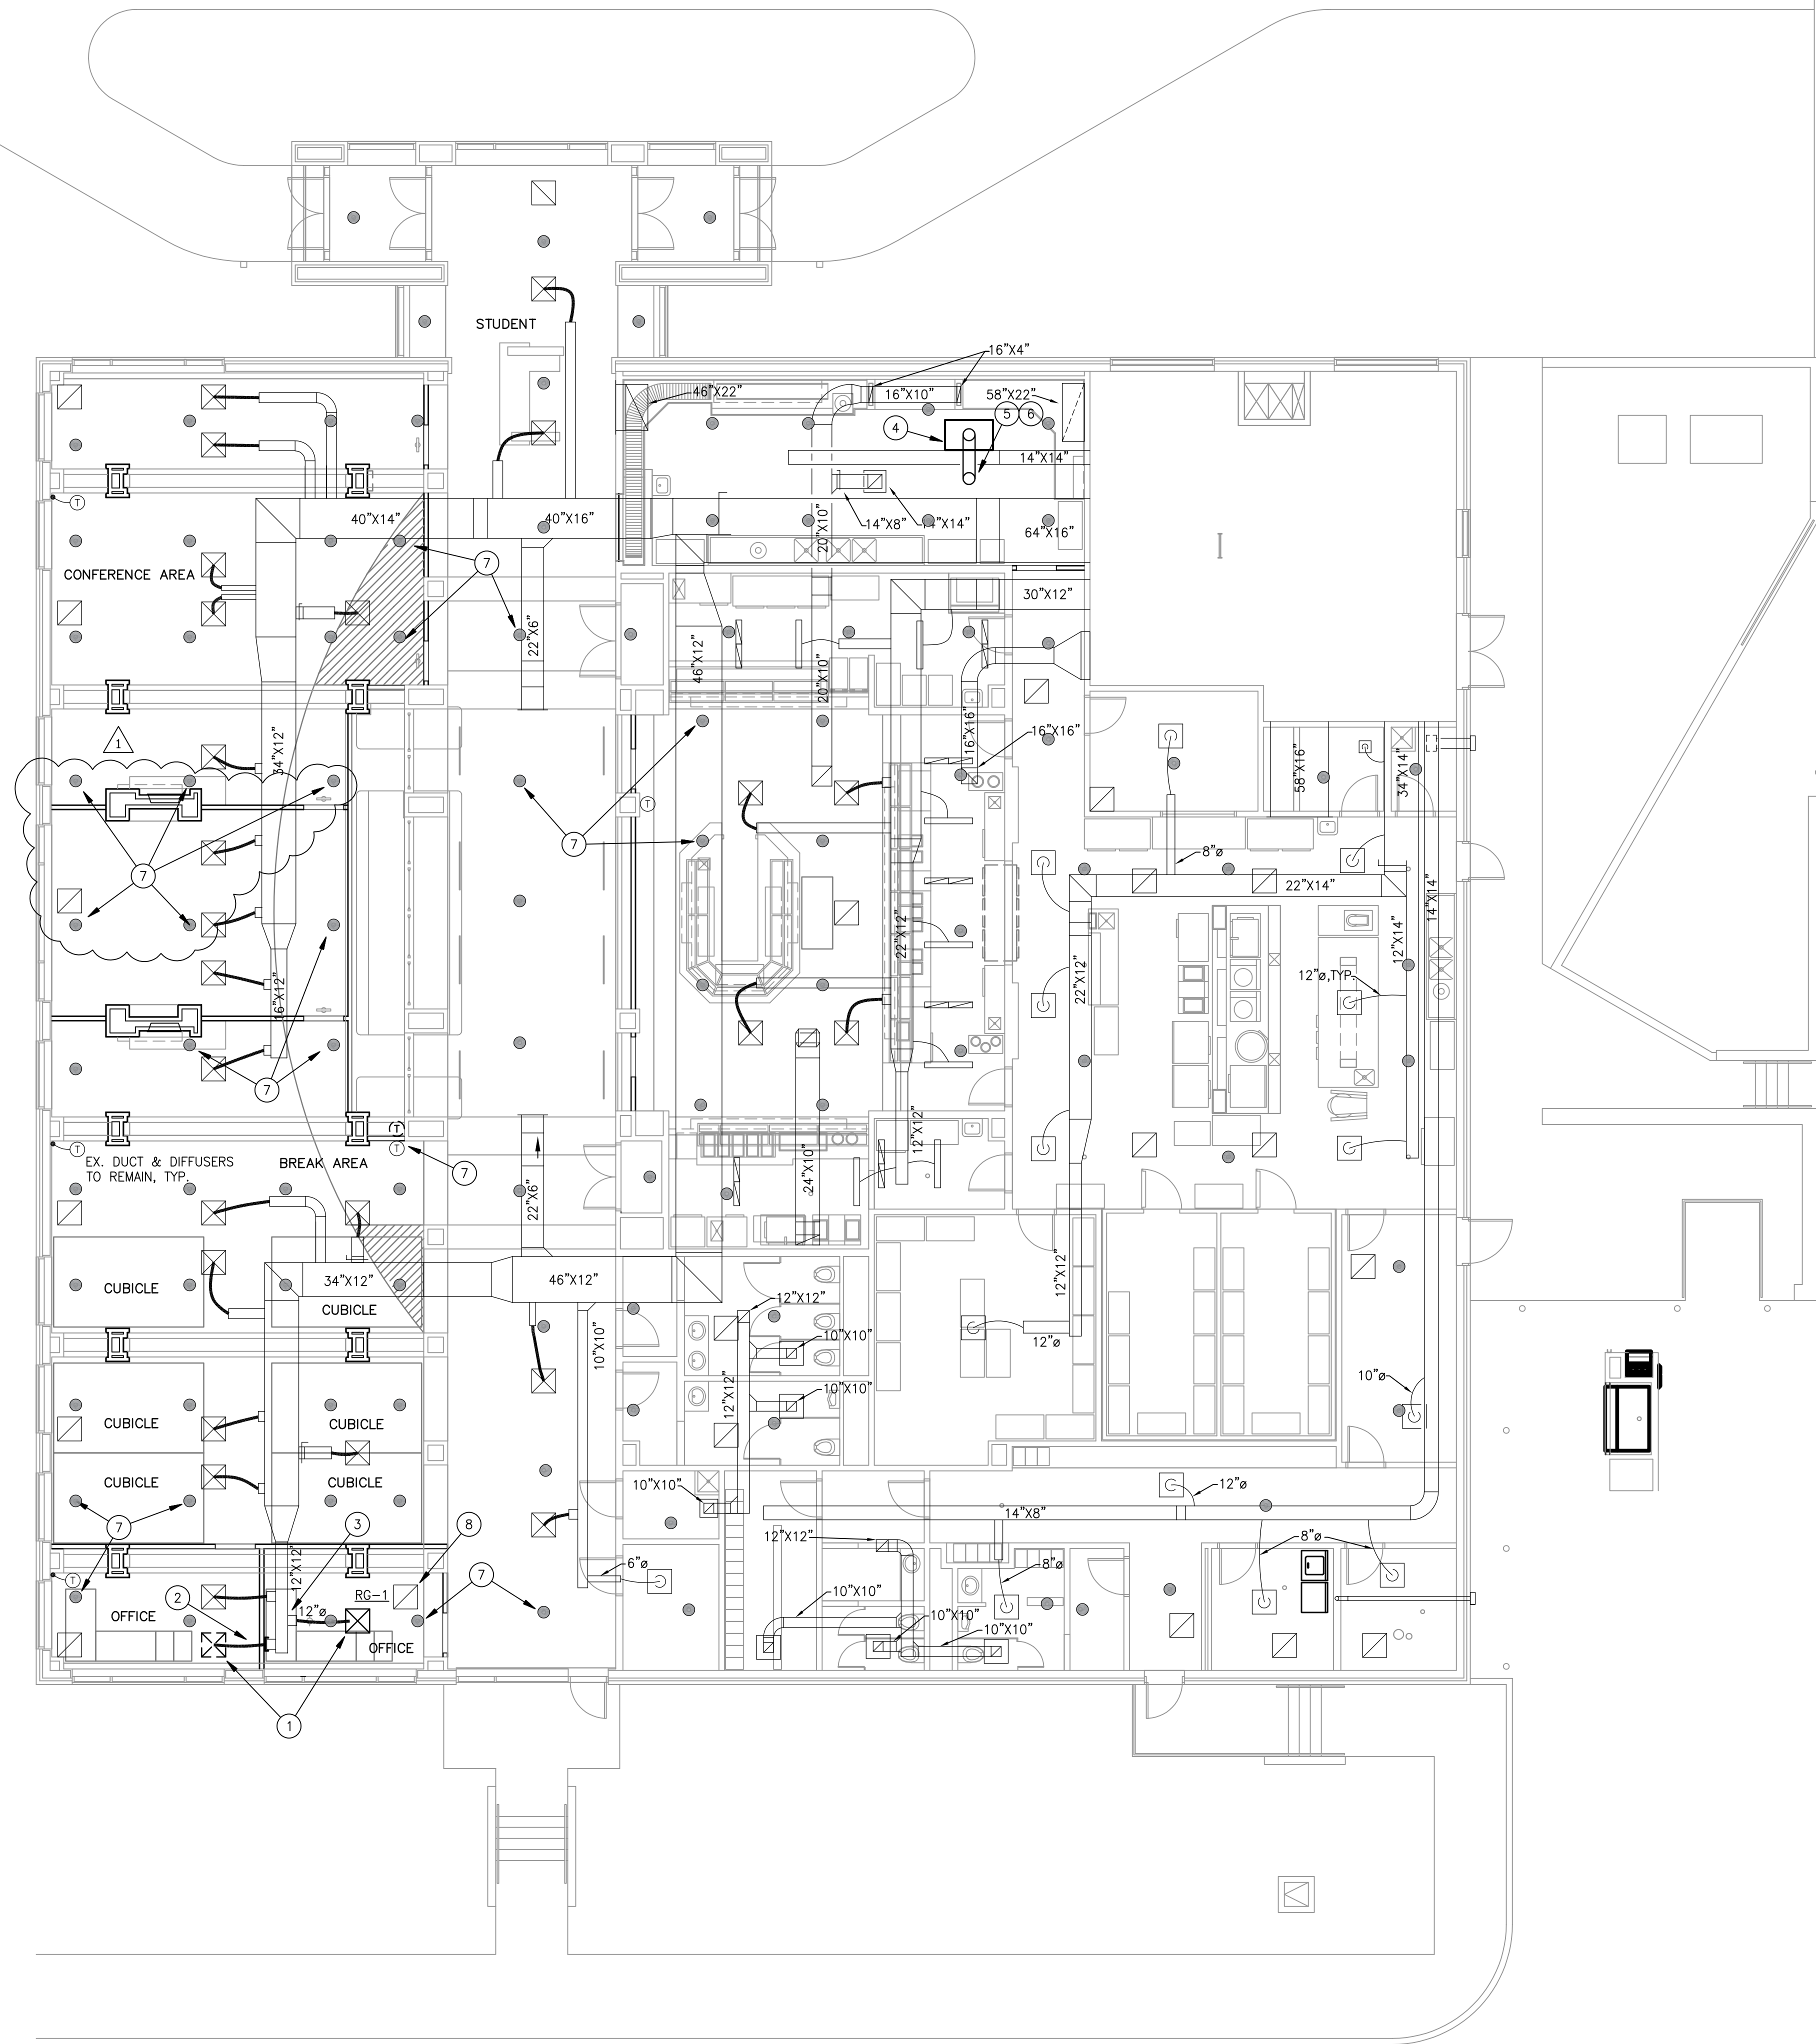 STUDENT
16"X4"
46"X22"
16"X10"
58"X22"
5
6
4
14"X14"
T
40"X14"
40"X16"
20"X10"
14"X8"
14"X14"
64"X16"
7
CONFERENCE AREA
30"X12"
22"X6"
46"X12"
20"X10"
16"X16"
16"X16"
1
34"X12"
58"X16"
34"X14"
T
7
7
8"ø
22"X14"
14"X14"
12"X14"
22"X12"
22"X12"
12"ø,TYP.
16"X12"
7
T
T
T
7
EX. DUCT & DIFFUSERS
TO REMAIN, TYP.
BREAK AREA
12"X12"
24"X10"
22"X6"
34"X12"
46"X12"
CUBICLE
CUBICLE
12"X12"
12"X12"
10"X10"
10"X10"
12"ø
10"ø
10"X10"
12"X12"
CUBICLE
CUBICLE
CUBICLE
CUBICLE
10"X10"
12"ø
14"X8"
7
3
8
12"X12"
8"ø
T
12"X12"
7
6"ø
8"ø
2
RG-1
OFFICE
12"ø
10"X10"
10"X10"
10"X10"
OFFICE
1